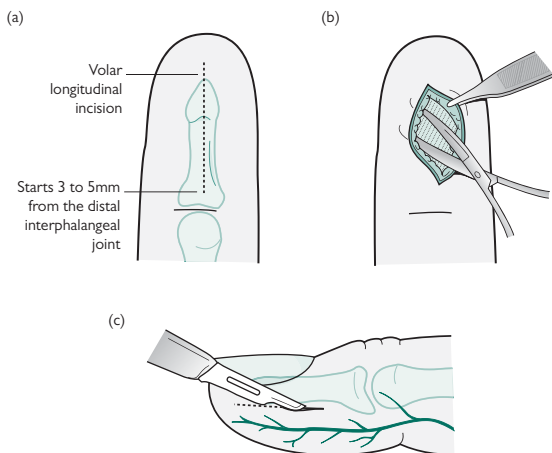 (a)
Volar
longitudinal
incision
Starts 3 to 5mm
from the distal
interphalangeal
joint
(b)
(c)